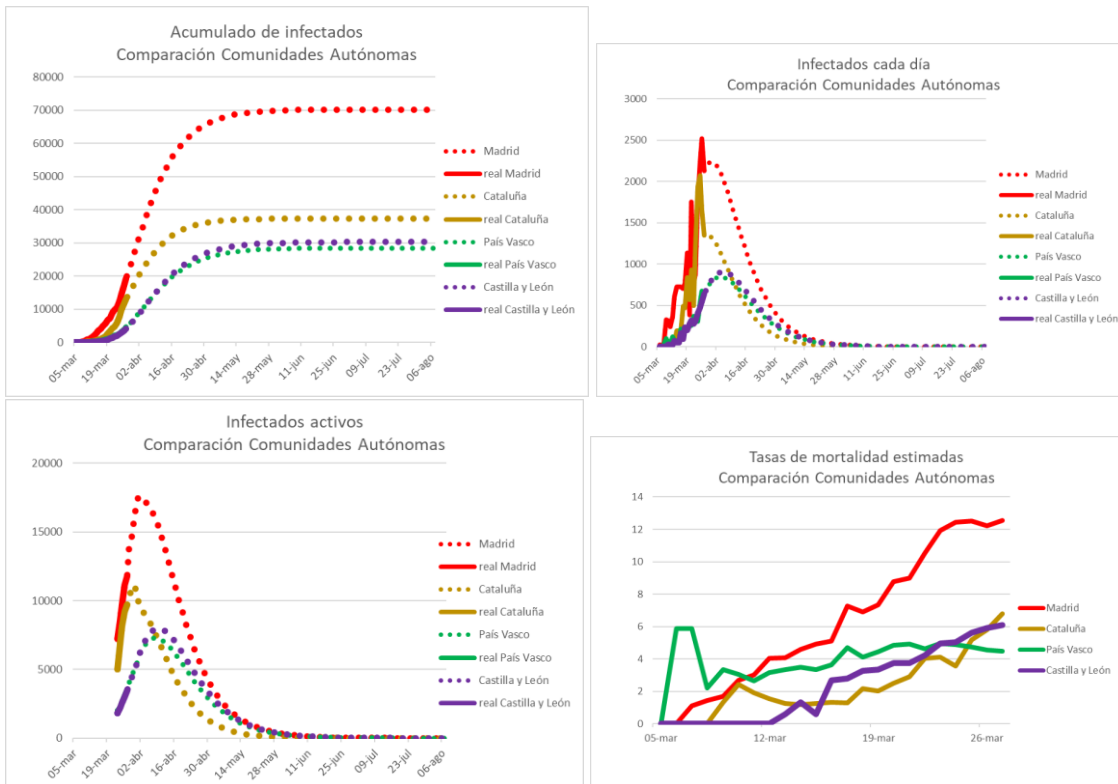 Acumulado de infectados
Comparación Comunidades Autónomas
80000
70000
60000
50000
40000
30000
20000
10000
0
05-mar
19-mar
02-abr
16-abr
30-abr
14-may
28-may
11-jun
25-jun
09-jul
23-jul
06-ago
Madrid
real Madrid
Cataluña
real Cataluña
País Vasco
real País Vasco
Castilla y León
real Castilla y León
Infectados cada día
Comparación Comunidades Autónomas
3000
2500
2000
1500
1000
500
0
05-mar
19-mar
02-abr
16-abr
30-abr
14-may
28-may
11-jun
25-jun
09-jul
23-jul
06-ago
Madrid
real Madrid
Cataluña
real Cataluña
País Vasco
real País Vasco
Castilla y León
real Castilla y León
Infectados activos
Comparación Comunidades Autónomas
20000
15000
10000
5000
0
05-mar
19-mar
02-abr
16-abr
30-abr
14-may
28-may
11-jun
25-jun
09-jul
23-jul
06-ago
Madrid
real Madrid
Cataluña
real Cataluña
País Vasco
real País Vasco
Castilla y León
real Castilla y León
Tasas de mortalidad estimadas
Comparación Comunidades Autónomas
14
12
10
8
6
4
2
0
05-mar
12-mar
19-mar
26-mar
Madrid
Cataluña
País Vasco
Castilla y León